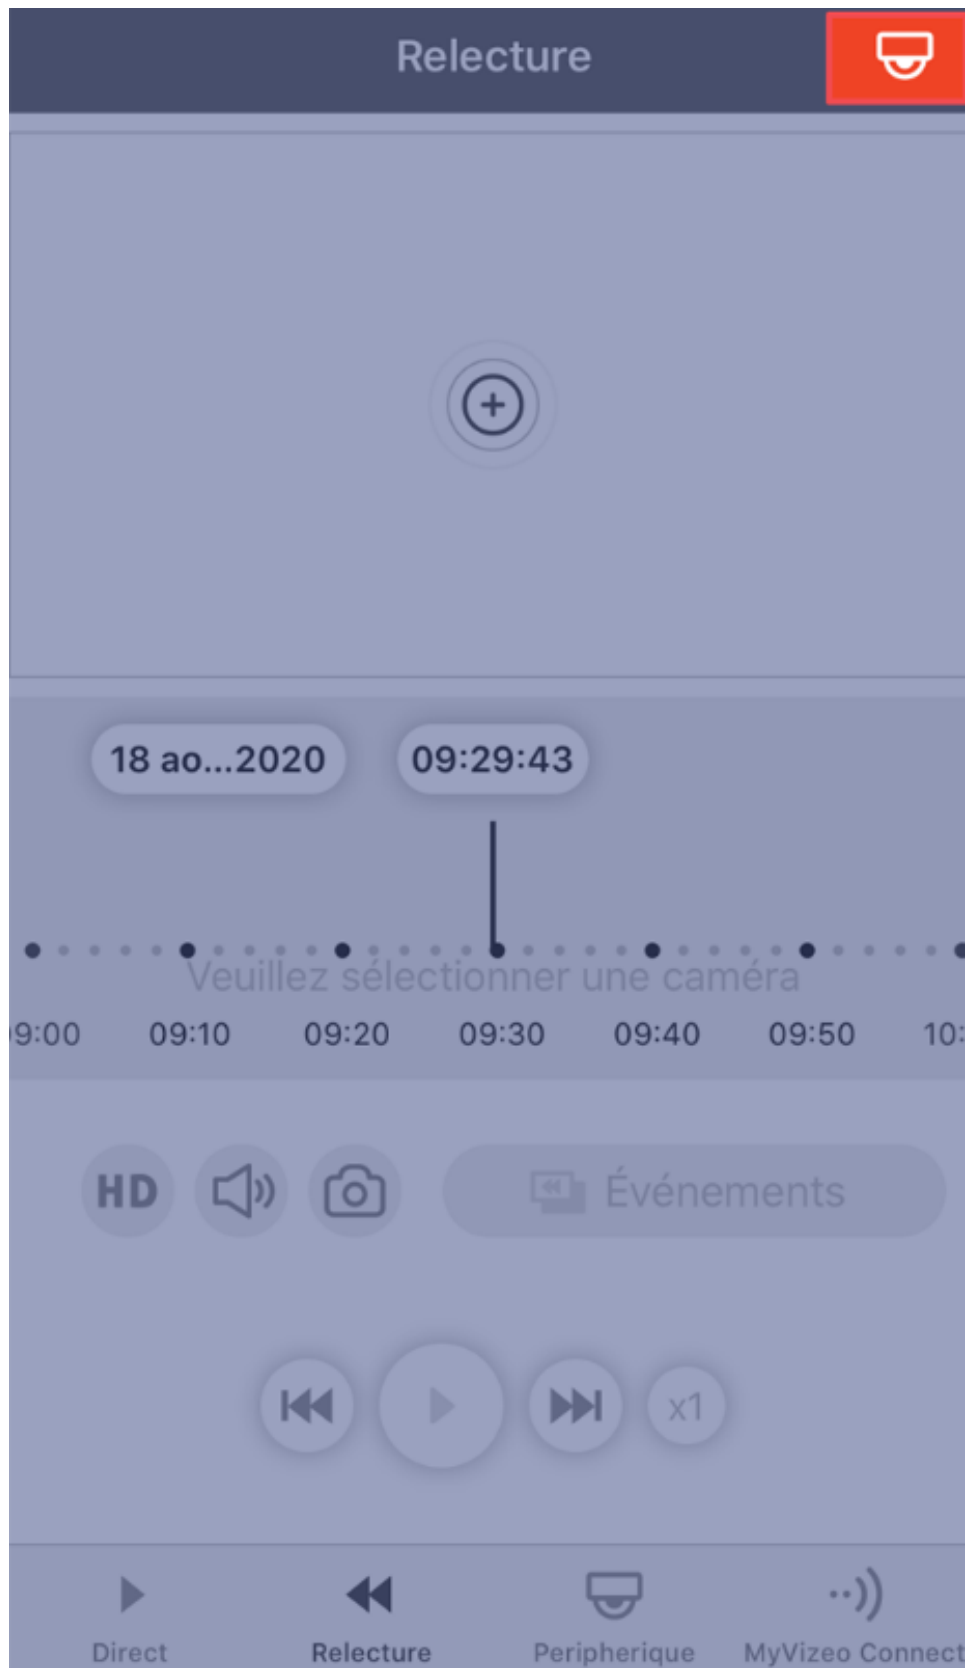 Relecture
18 ao...2020 09:29:43
Veuillez sélectionner une caméra
9:00 09:10 09:20 09:30 09:40 09:50 10:
HD Événements
x1
Direct Relecture Peripherique MyVizeo Connect